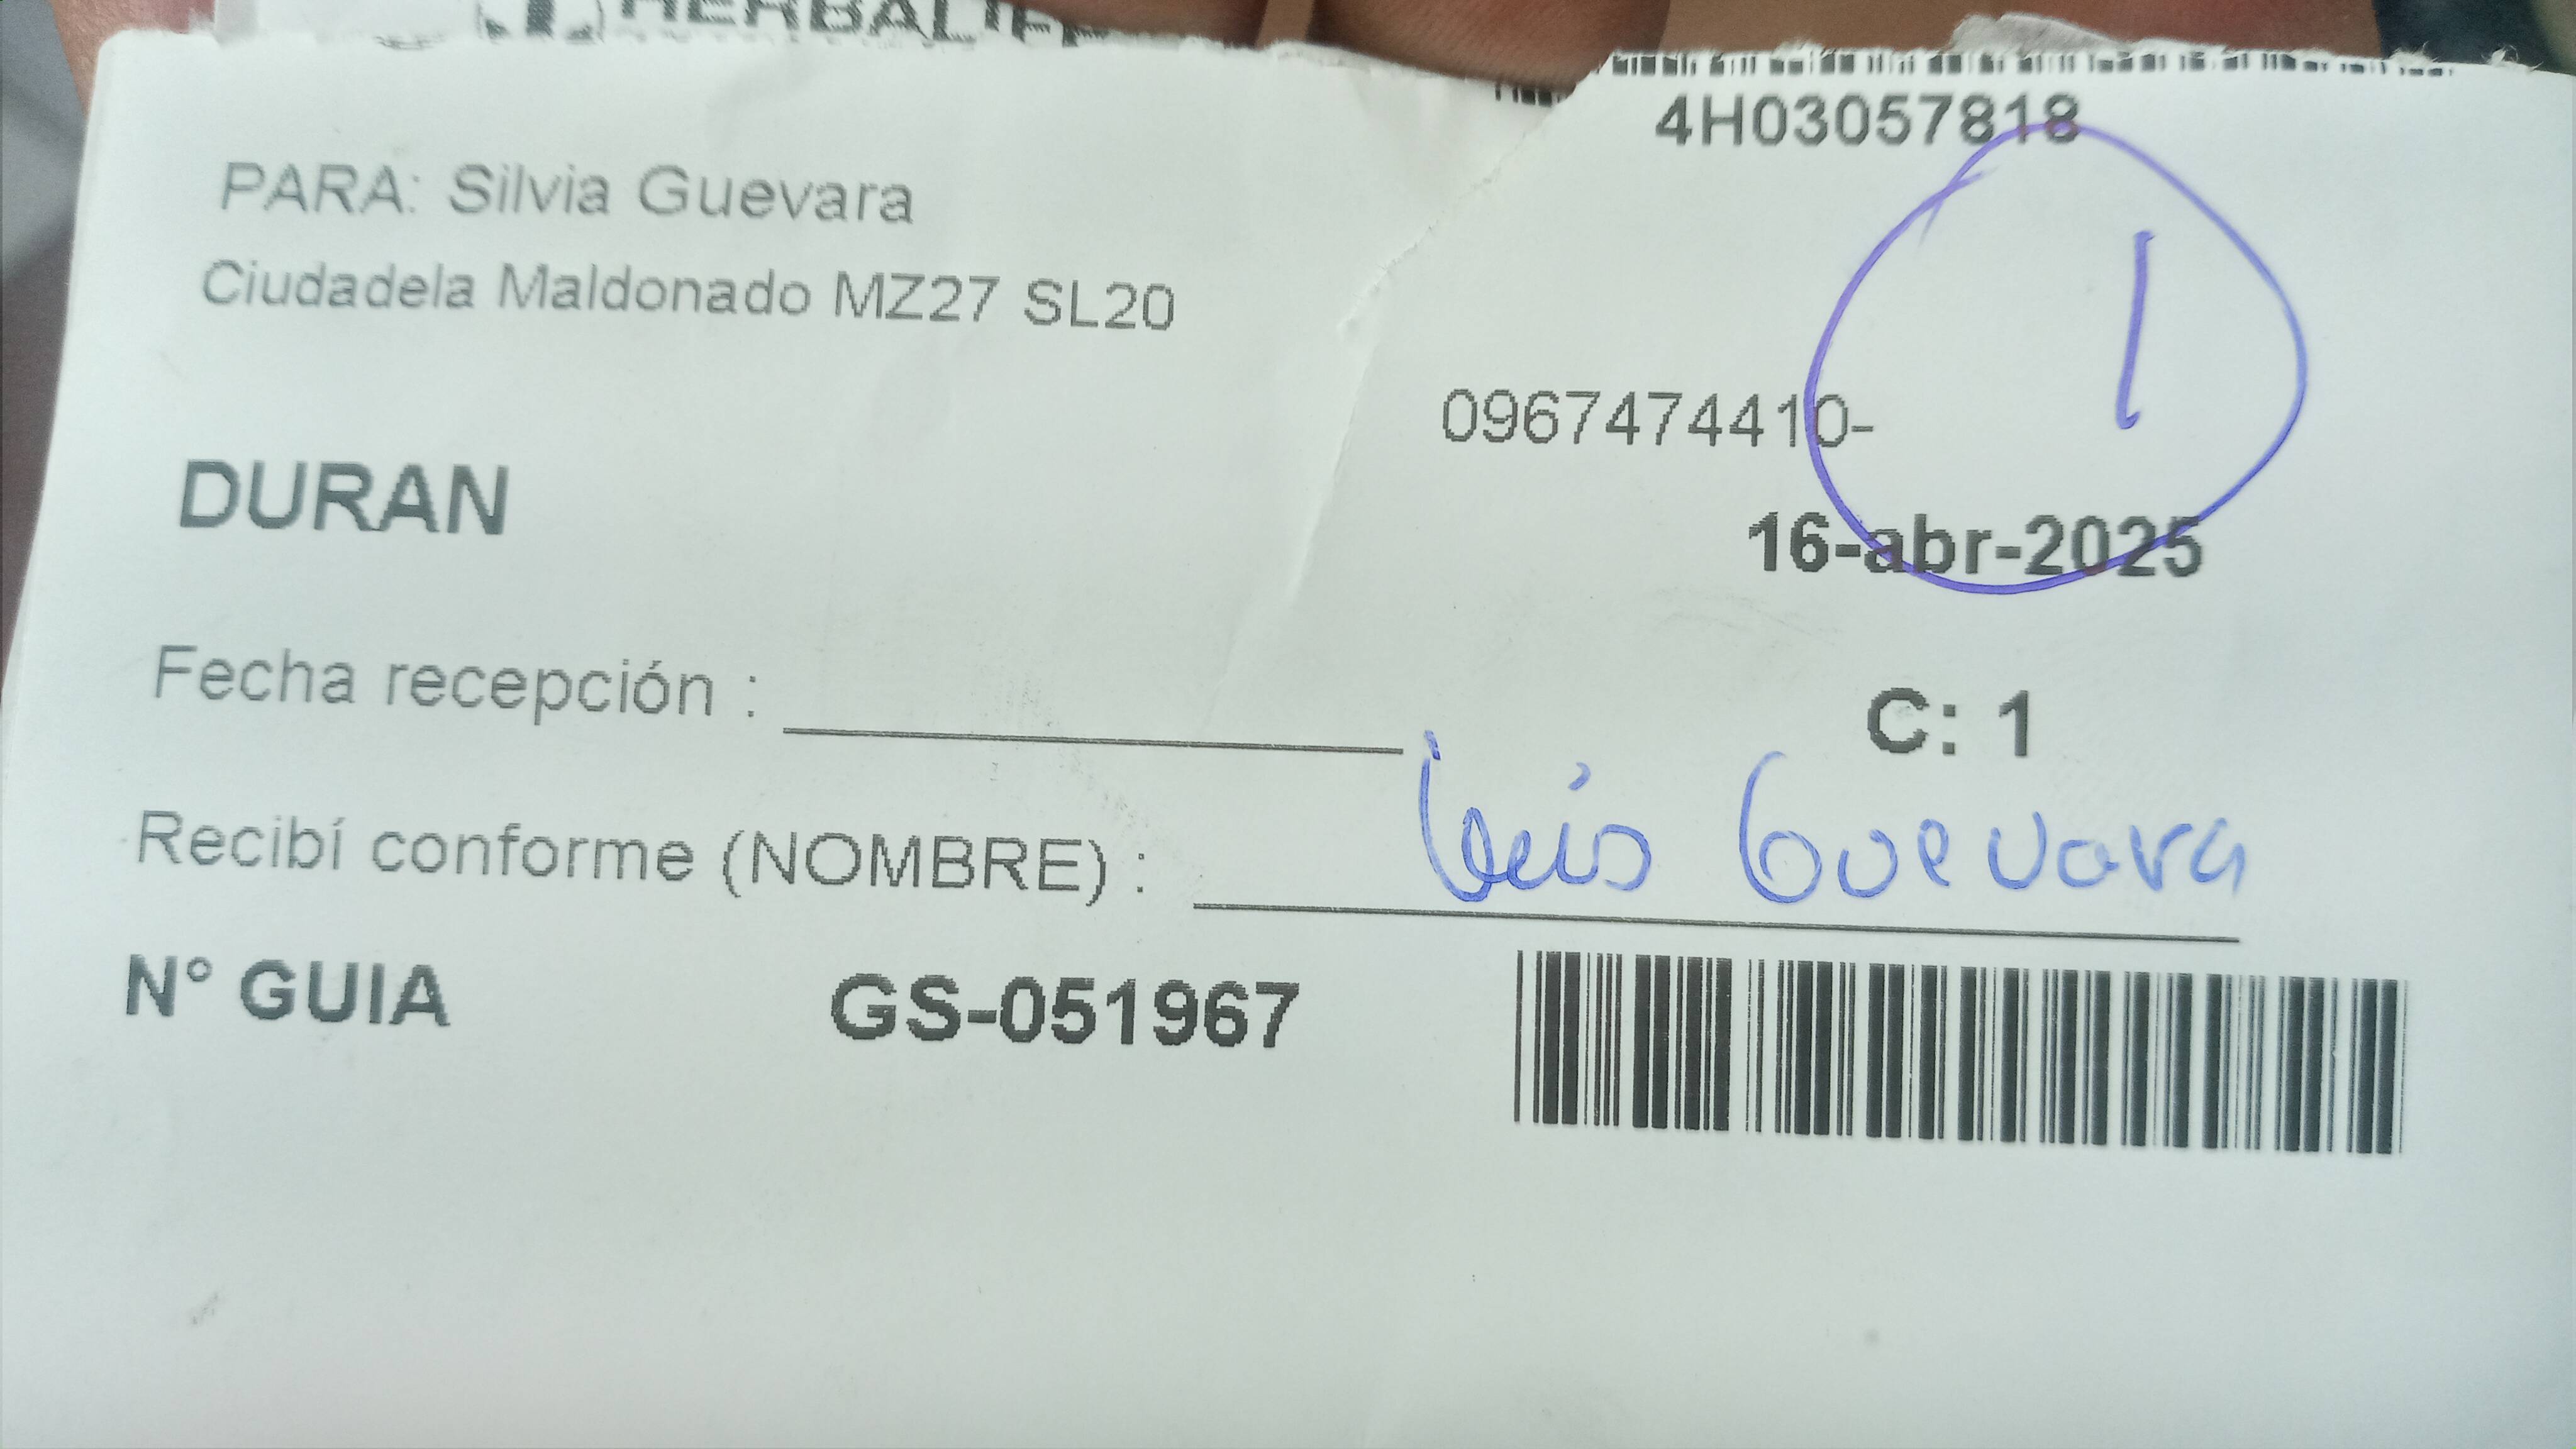 HERBALIFE
4H03057818
PARA: Silvia Guevara
Ciudadela Maldonado MZ27 SL20
0967474410-
1
DURAN
16-abr-2025
Fecha recepción :
C: 1
Recibí conforme (NOMBRE) : Luis Guevara
N° GUIA GS-051967